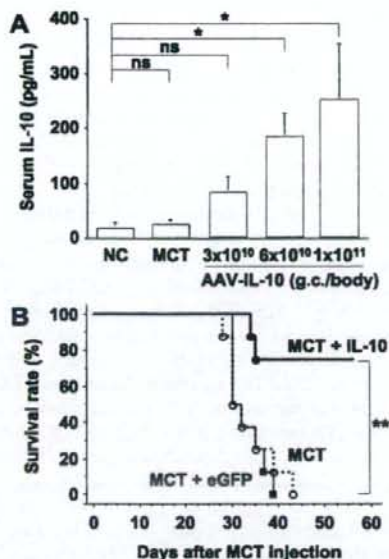 A
Serum IL-10 (pg/mL)
400
300
200
100
0
*
*
ns
ns
NC MCT 3x10¹⁰ 6x10¹⁰ 1x10¹¹
AAV-IL-10 (g.c./body)
B
Survival rate (%)
100
80
60
40
20
0
MCT + IL-10
**
MCT
MCT + eGFP
0 10 20 30 40 50 60
Days after MCT injection